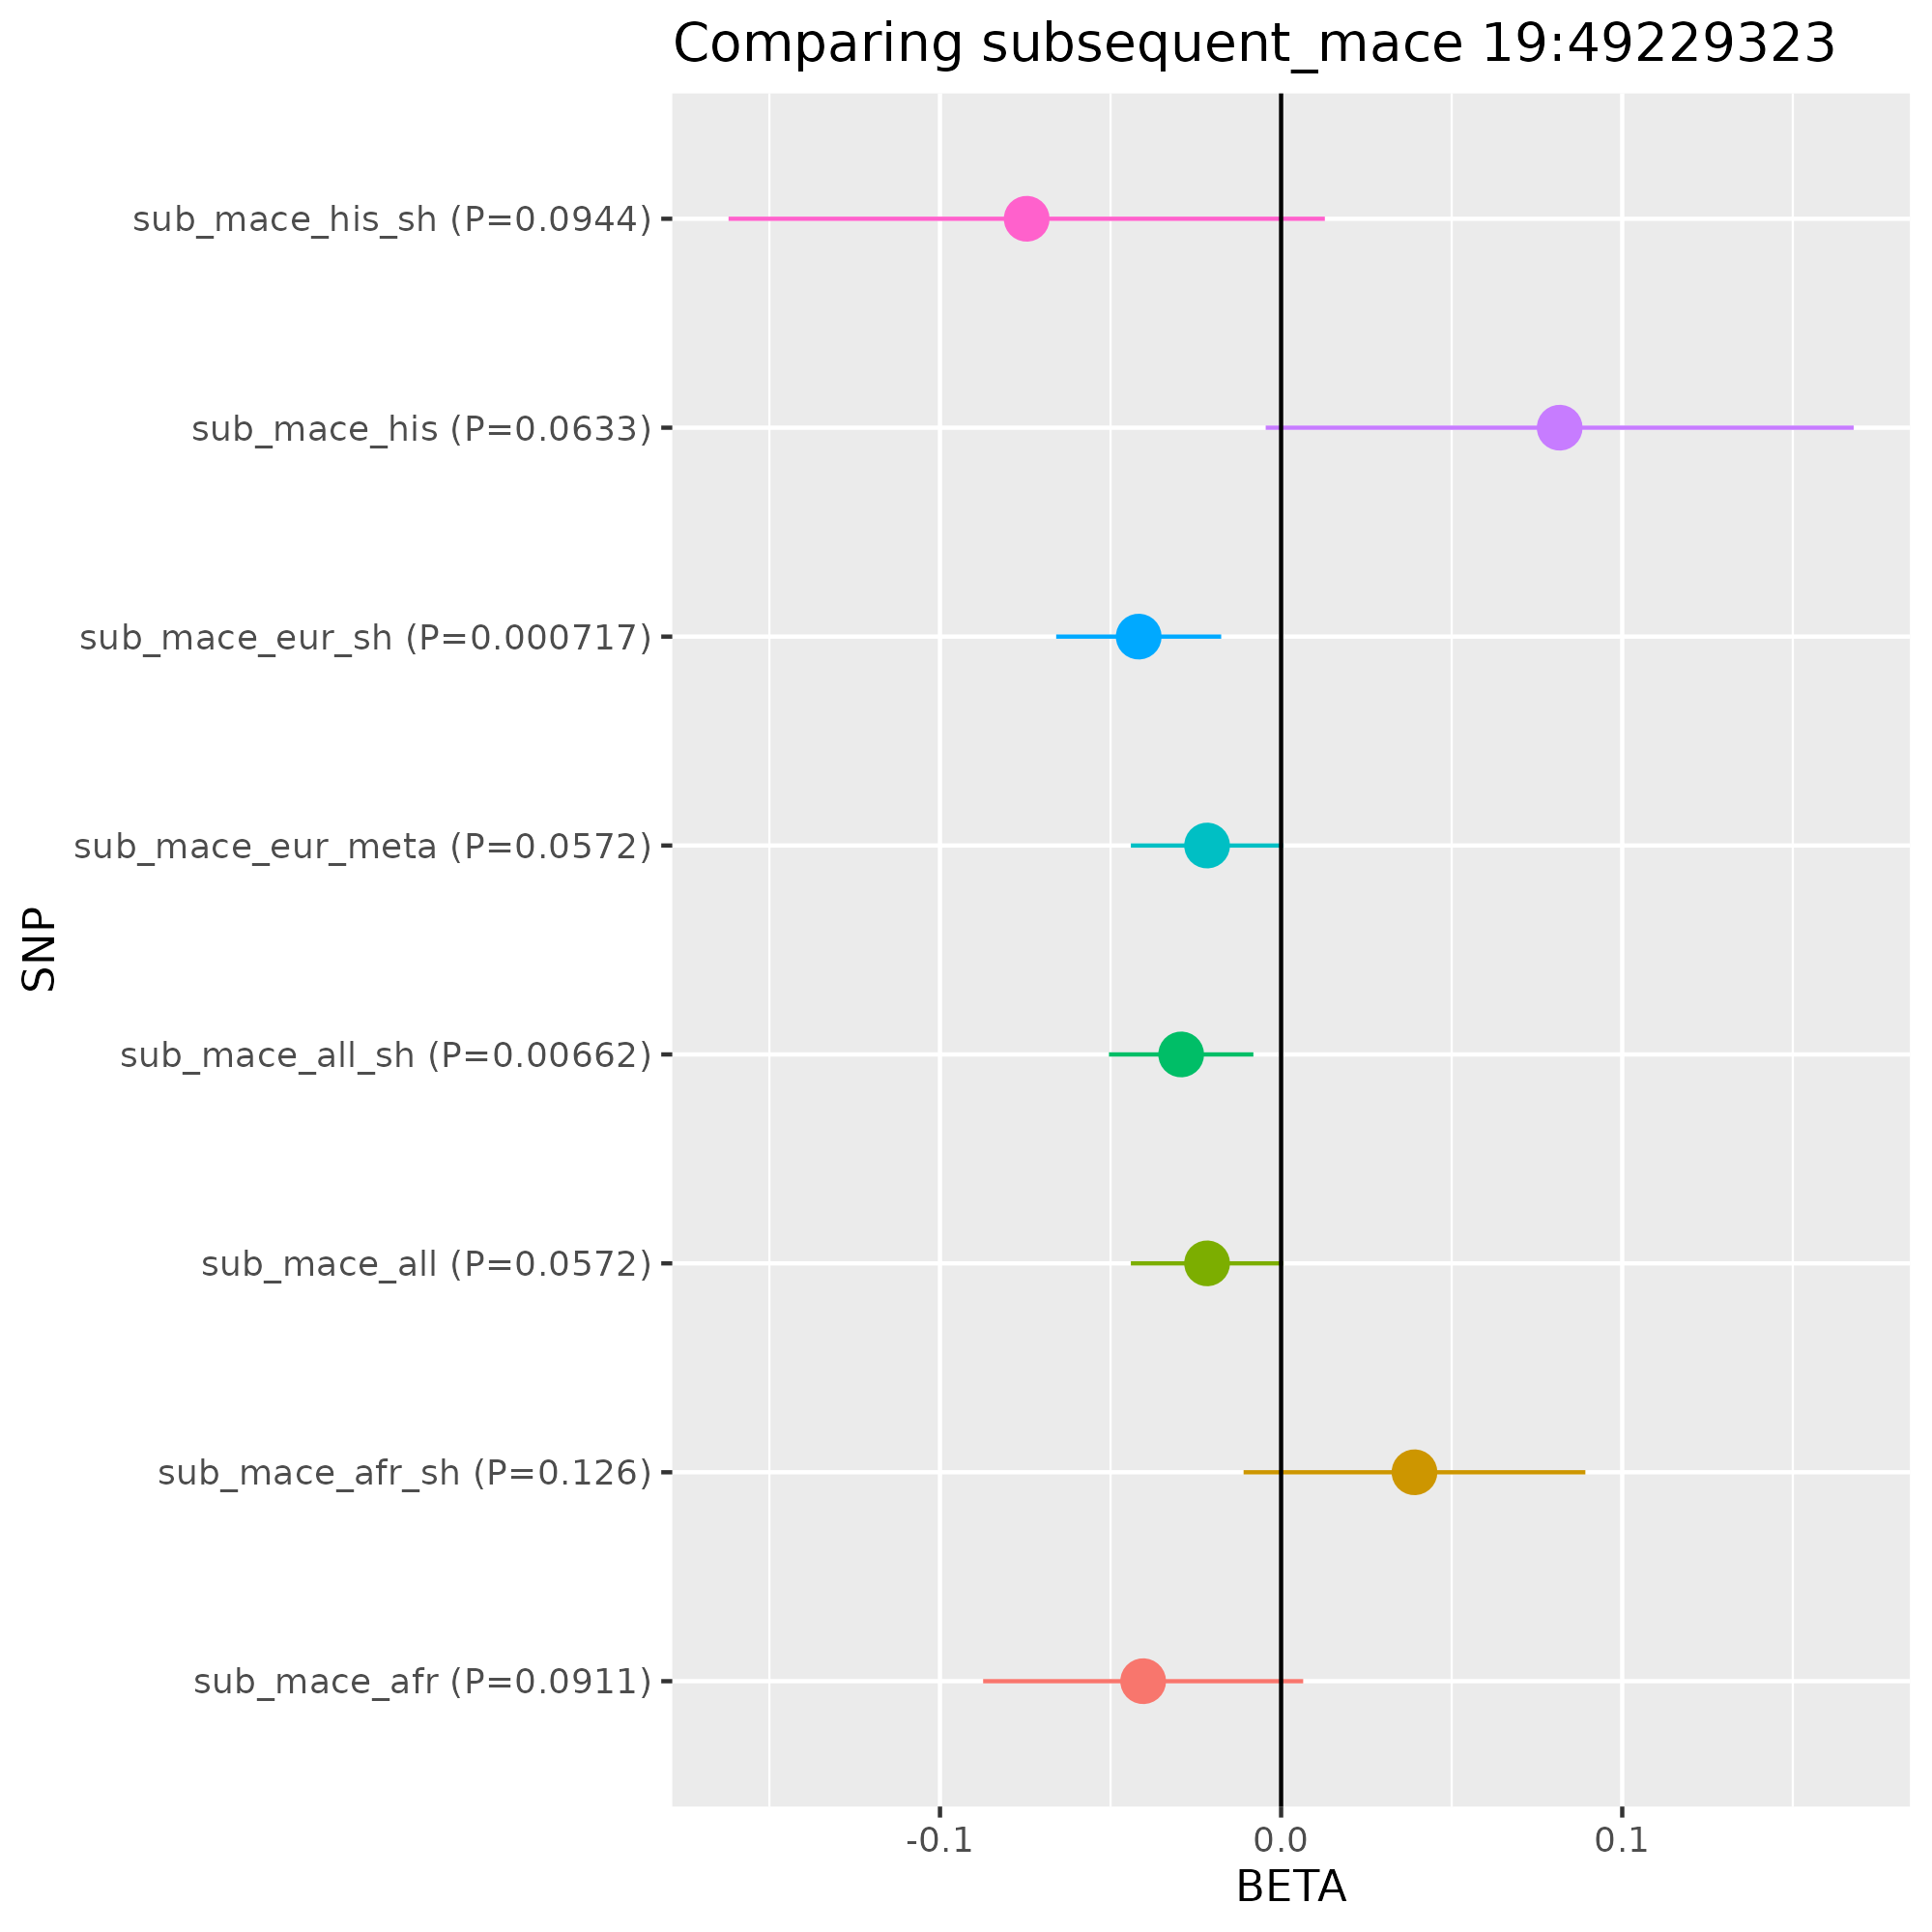 Comparing subsequent_mace 19:49229323
sub_mace_his_sh (P=0.0944)
sub_mace_his (P=0.0633)
sub_mace_eur_sh (P=0.000717)
sub_mace_eur_meta (P=0.0572)
sub_mace_all_sh (P=0.00662)
sub_mace_all (P=0.0572)
sub_mace_afr_sh (P=0.126)
sub_mace_afr (P=0.0911)
SNP
-0.1 0.0 0.1
BETA